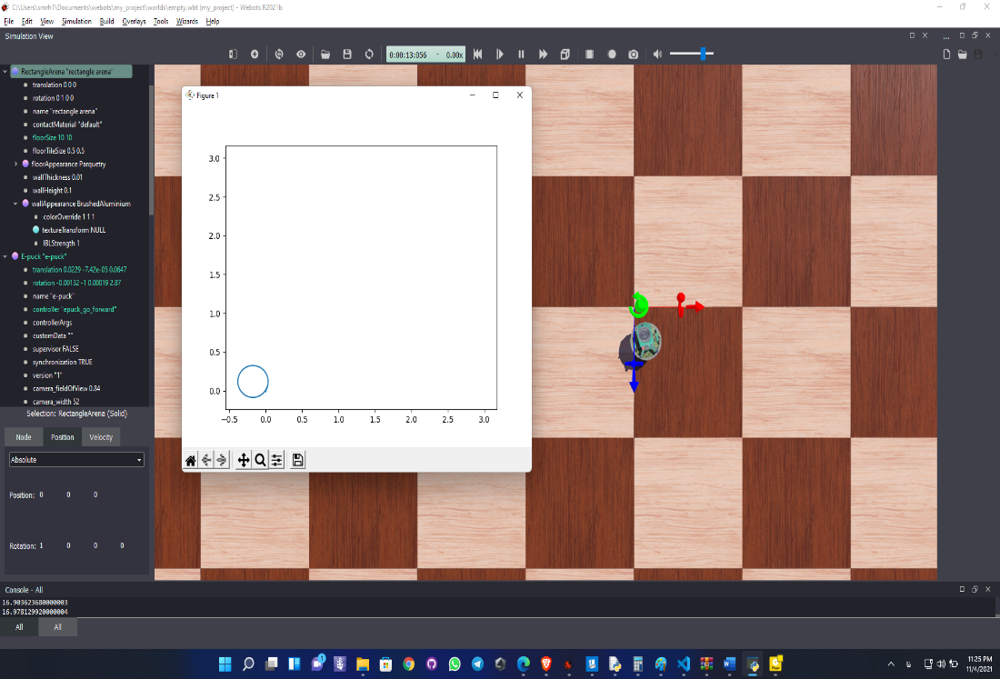 C:\Users\smrh1\Documents\webots\my_project\worlds\empty.wbt (my_project) - Webots R2021b
File Edit View Simulation Build Overlays Tools Wizards Help
Simulation View
0:00:13:056 - 0.00x
RectangleArena "rectangle arena"
translation 0 0 0
rotation 0 1 0 0
name "rectangle arena"
contactMaterial "default"
floorSize 10 10
floorTileSize 0.5 0.5
floorAppearance Parquetry
wallThickness 0.01
wallHeight 0.1
wallAppearance BrushedAluminium
colorOverride 1 1 1
textureTransform NULL
IBLStrength 1
E-puck "e-puck"
translation 0.0229 -7.42e-05 0.0647
rotation -0.00132 -1 0.00019 2.87
name "e-puck"
controller "epuck_go_forward"
controllerArgs
customData ""
supervisor FALSE
synchronization TRUE
version "1"
camera_fieldOfView 0.84
camera_width 52
Selection: RectangleArena (Solid)
Node Position Velocity
Absolute
Position: 0 0 0
Rotation: 1 0 0 0
Figure 1
3.0
2.5
2.0
1.5
1.0
0.5
0.0
−0.5 0.0 0.5 1.0 1.5 2.0 2.5 3.0
Console - All
16.903623680000003
16.978129920000004
All All
11:25 PM
11/4/2021